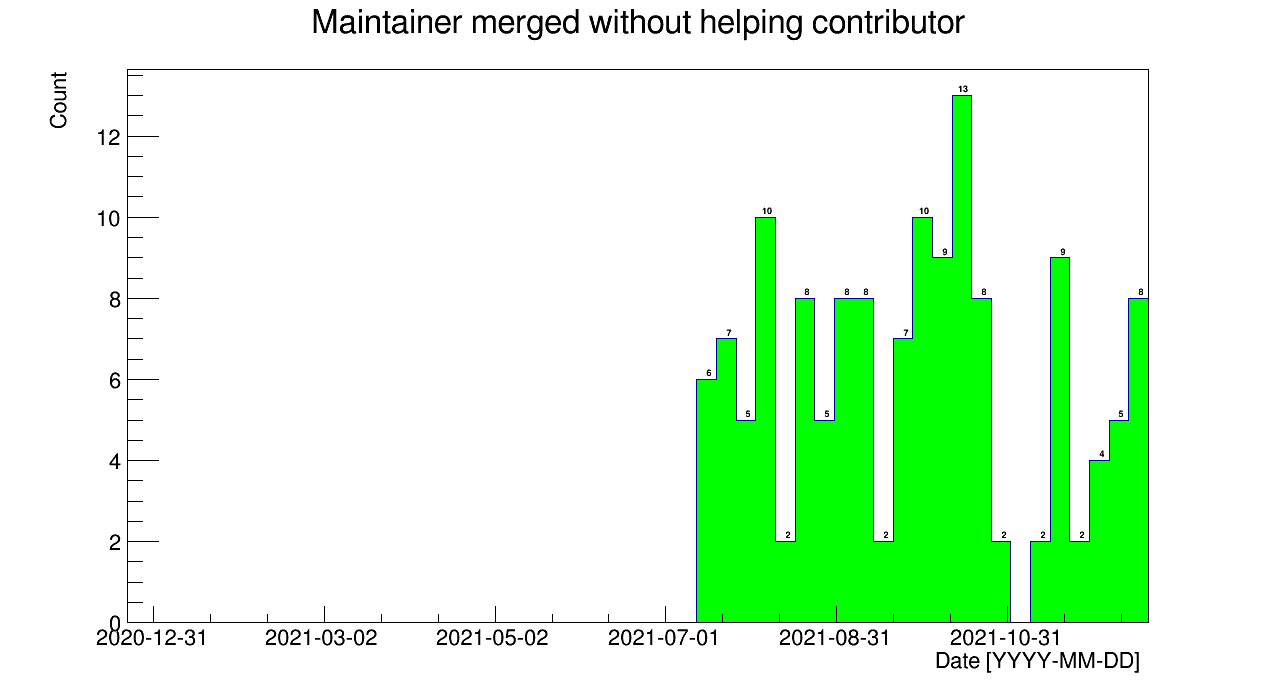 Maintainer merged without helping contributor
Count
12
10
8
6
4
2
0
6 7 5 10 2 8 5 8 8 2 7 10 9 13 8 2 2 9 2 4 5 8
2020-12-31 2021-03-02 2021-05-02 2021-07-01 2021-08-31 2021-10-31
Date [YYYY-MM-DD]